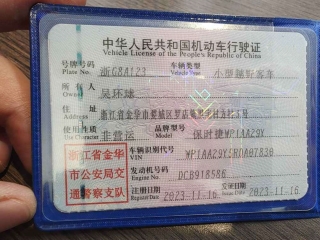 中华人民共和国机动车行驶证
Vehicle License of the People's Republic of China
号牌号码 浙G8A123 车辆类型 小型越野客车
Plate No. Vehicle Type
所有人 吴环球
Owner
住址 浙江省金华市婺城区罗店镇
Address
使用性质 非营运 品牌型号 保时捷WP1AA29Y
Use Character Model
浙江省金华市公安局交通警察支队
车辆识别代号
VIN
发动机号码 DCB918586
Engine No.
注册日期 2023-11-16 发证日期 2023-11-16
Register Date Issue Date